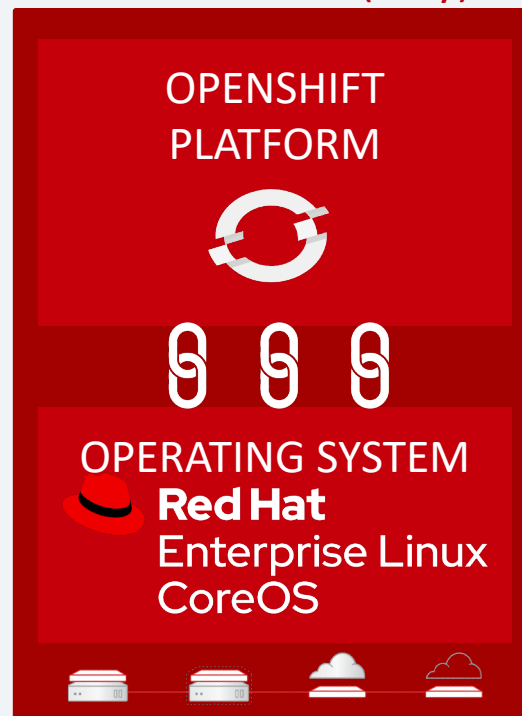 OPENSHIFT
PLATFORM
OPERATING SYSTEM
Red Hat
Enterprise Linux
CoreOS